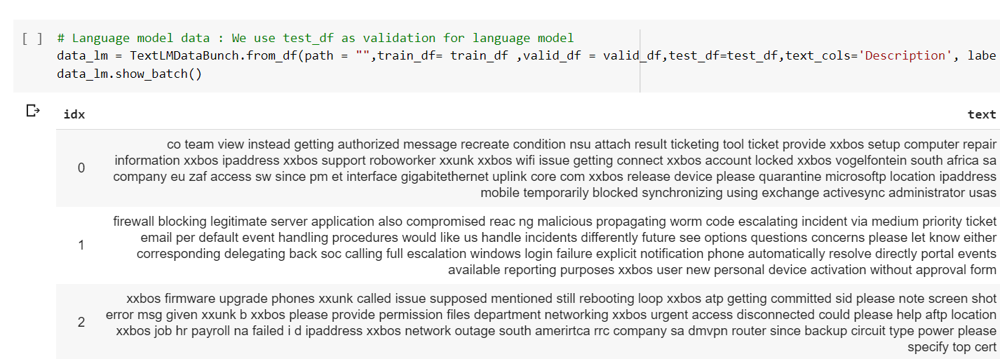 [ ] # Language model data : We use test_df as validation for language model
data_lm = TextLMDataBunch.from_df(path = "",train_df= train_df ,valid_df = valid_df,test_df=test_df,text_cols='Description', labe
data_lm.show_batch()
idx text
co team view instead getting authorized message recreate condition nsu attach result ticketing tool ticket provide xxbos setup computer repair
information xxbos ipaddress xxbos support roboworker xxunk xxbos wifi issue getting connect xxbos account locked xxbos vogelfontein south africa sa
0 company eu zaf access sw since pm et interface gigabitethernet uplink core com xxbos release device please quarantine microsoftp location ipaddress
mobile temporarily blocked synchronizing using exchange activesync administrator usas
firewall blocking legitimate server application also compromised reac ng malicious propagating worm code escalating incident via medium priority ticket
1 email per default event handling procedures would like us handle incidents differently future see options questions concerns please let know either
corresponding delegating back soc calling full escalation windows login failure explicit notification phone automatically resolve directly portal events
available reporting purposes xxbos user new personal device activation without approval form
xxbos firmware upgrade phones xxunk called issue supposed mentioned still rebooting loop xxbos atp getting committed sid please note screen shot
2 error msg given xxunk b xxbos please provide permission files department networking xxbos urgent access disconnected could please help aftp location
xxbos job hr payroll na failed i d ipaddress xxbos network outage south amerirtca rrc company sa dmvpn router since backup circuit type power please
specify top cert